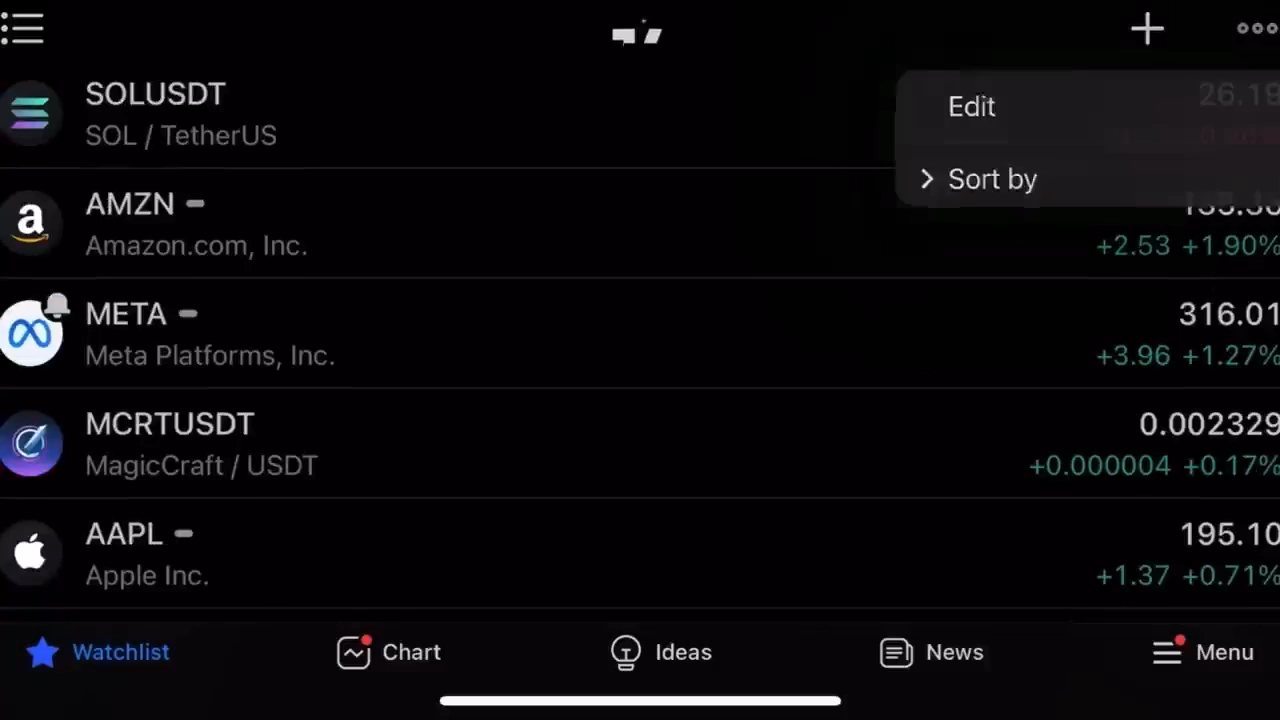 SOLUSDT
SOL / TetherUS
Edit
26.19
Sort by
AMZN
Amazon.com, Inc.
+2.53 +1.90%
META
316.01
Meta Platforms, Inc.
+3.96 +1.27%
MCRTUSDT
0.002329
MagicCraft / USDT
+0.000004 +0.17%
AAPL
195.10
Apple Inc.
+1.37 +0.71%
Watchlist
Chart
Ideas
News
Menu